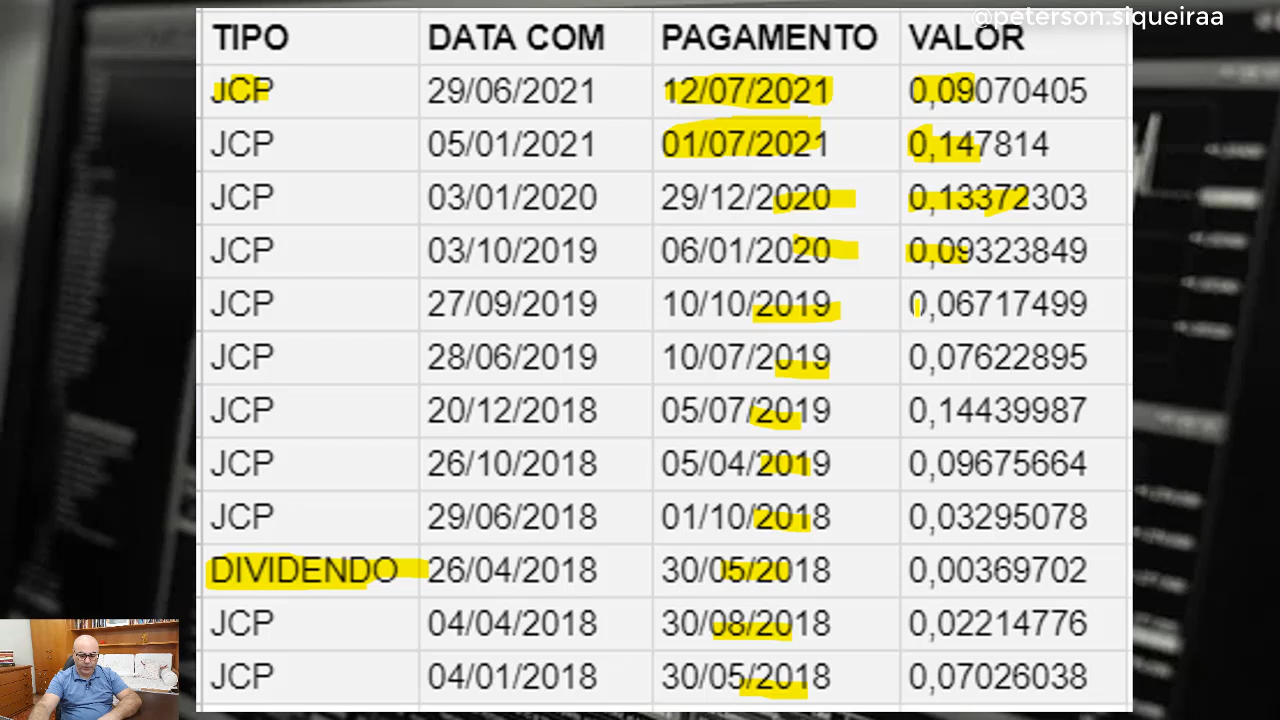 @peterson.siqueiraa
TIPO DATA COM PAGAMENTO VALOR
JCP 29/06/2021 12/07/2021 0,09070405
JCP 05/01/2021 01/07/2021 0,147814
JCP 03/01/2020 29/12/2020 0,13372303
JCP 03/10/2019 06/01/2020 0,09323849
JCP 27/09/2019 10/10/2019 0,06717499
JCP 28/06/2019 10/07/2019 0,07622895
JCP 20/12/2018 05/07/2019 0,14439987
JCP 26/10/2018 05/04/2019 0,09675664
JCP 29/06/2018 01/10/2018 0,03295078
DIVIDENDO 26/04/2018 30/05/2018 0,00369702
JCP 04/04/2018 30/08/2018 0,02214776
JCP 04/01/2018 30/05/2018 0,07026038